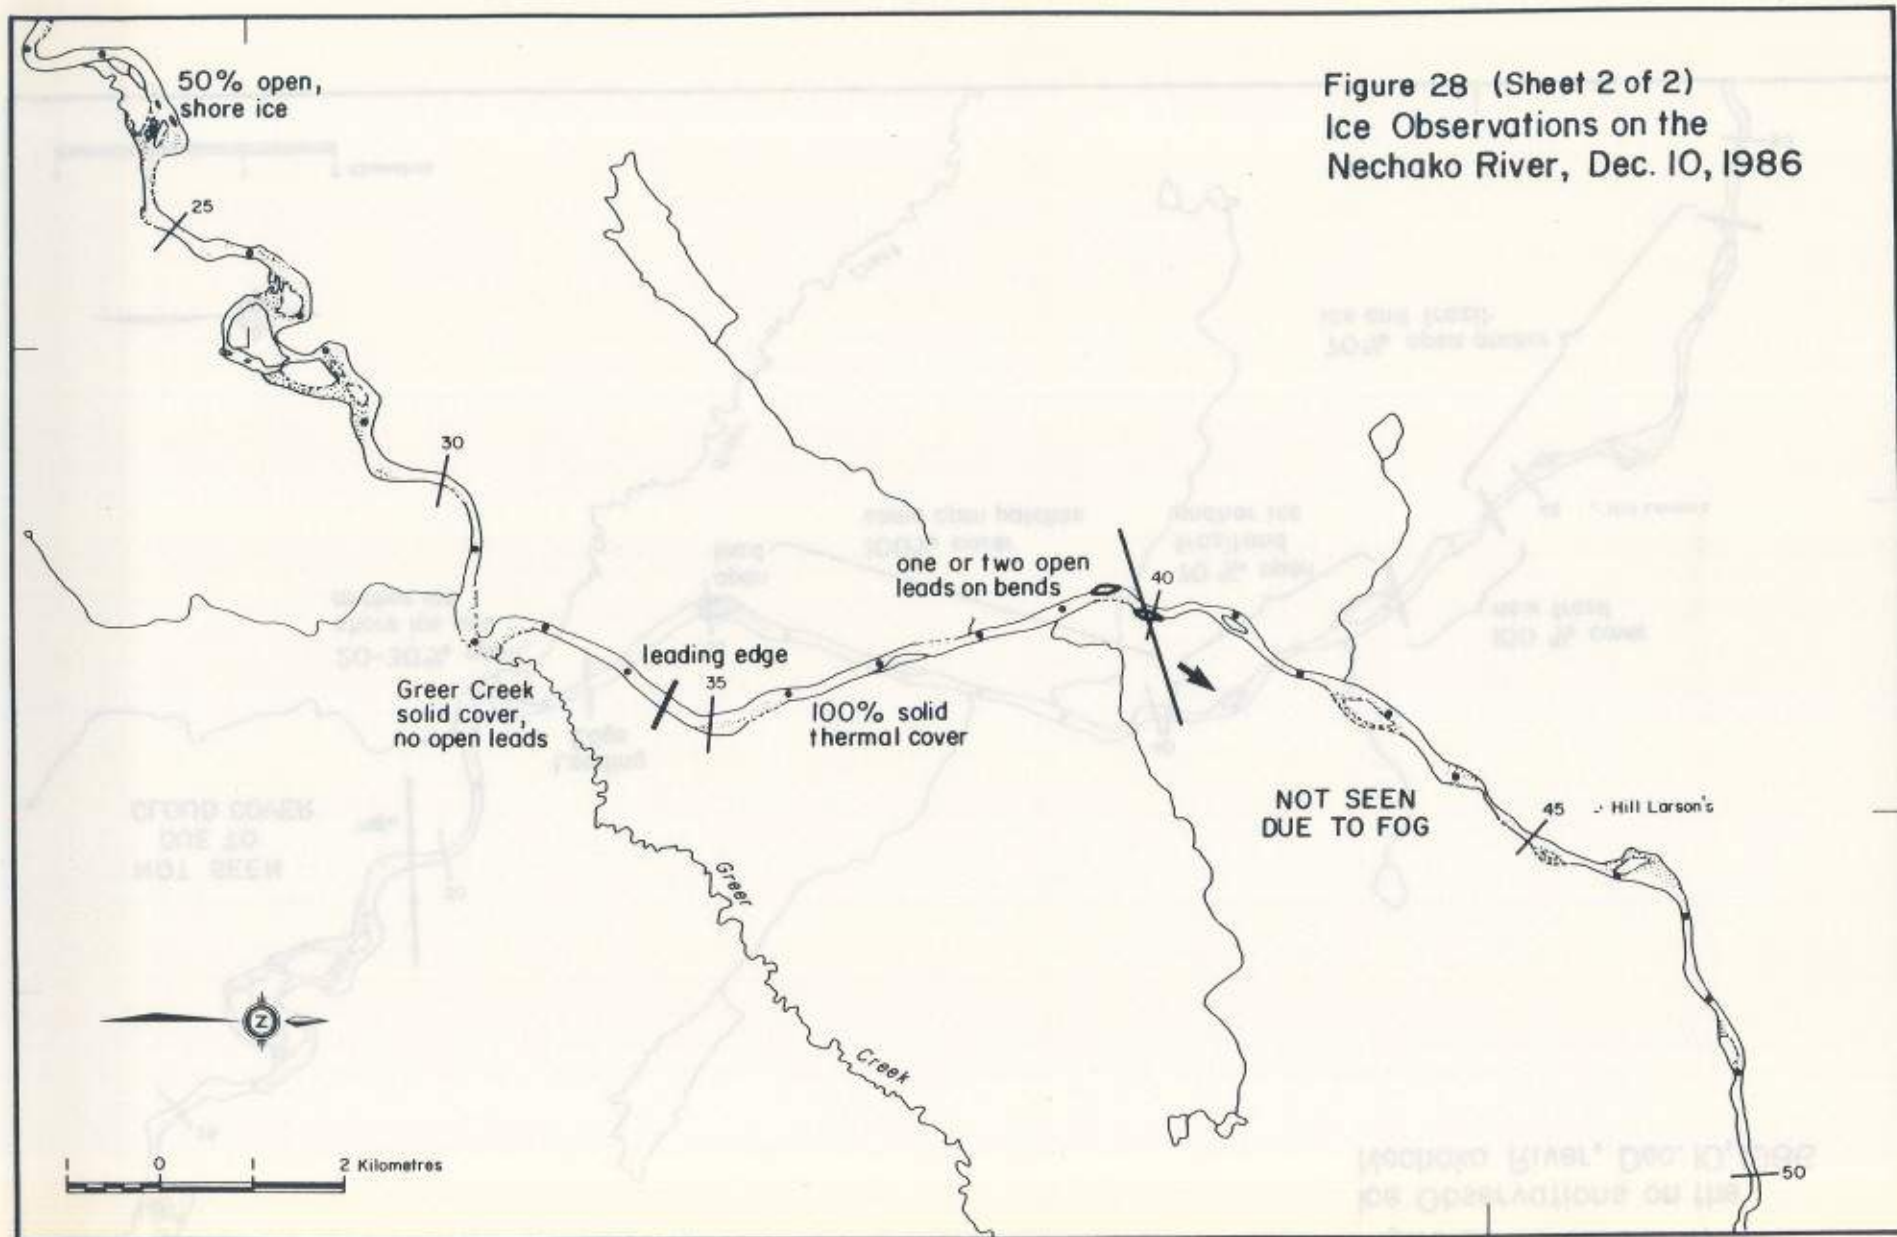 Figure 28 (Sheet 2 of 2)
Ice Observations on the
Nechako River, Dec. 10, 1986
50% open,
shore ice
25
30
one or two open
leads on bends
40
leading edge
35
Greer Creek
solid cover,
no open leads
100% solid
thermal cover
NOT SEEN
DUE TO FOG
45
Hill Larson's
Greer
Creek
Z
1 0 1 2 Kilometres
50